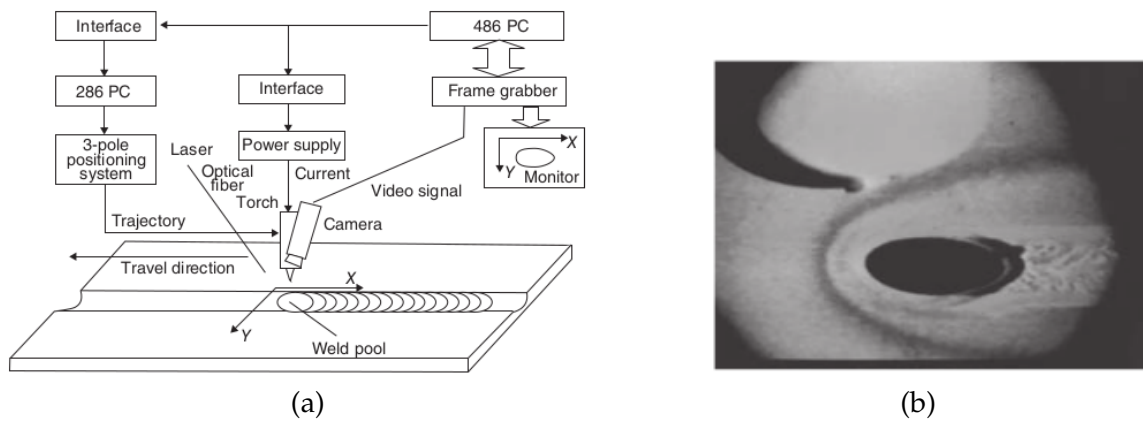 Interface
486 PC
286 PC
Interface
Frame grabber
3-pole
positioning
system
Power supply
X
Y
Monitor
Laser
Optical
fiber
Torch
Current
Video signal
Trajectory
Camera
Travel direction
X
Y
Weld pool
(a)
(b)